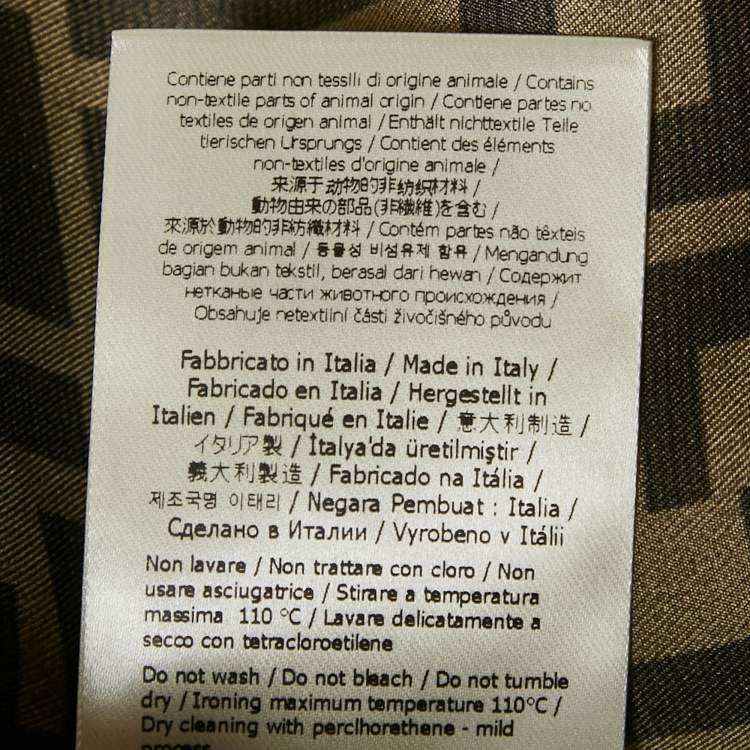 Contiene parti non tessili di origine animale / Contains
non-textile parts of animal origin / Contiene partes no
textiles de origen animal / Enthält nichttextile Teile
tierischen Ursprungs / Contient des éléments
non-textiles d'origine animale /
来源于动物的非纺织材料 /
動物由来の部品(非繊維)を含む /
來源於動物的非紡織材料 / Contém partes não têxteis
de origem animal / 동물성 비섬유제 함유 / Mengandung
bagian bukan tekstil, berasal dari hewan / Содержит
нетканые части животного происхождения /
Obsahuje netextilní části živočišného původu
Fabbricato in Italia / Made in Italy /
Fabricado en Italia / Hergestellt in
Italien / Fabriqué en Italie / 意大利制造 /
イタリア製 / İtalya'da üretilmiştir /
義大利製造 / Fabricado na Itália /
제조국명 이태리 / Negara Pembuat : Italia /
Сделано в Италии / Vyrobeno v Itálii
Non lavare / Non trattare con cloro / Non
usare asciugatrice / Stirare a temperatura
massima 110 °C / Lavare delicatamente a
secco con tetracloroetilene
Do not wash / Do not bleach / Do not tumble
dry / Ironing maximum temperature 110°C /
Dry cleaning with perclhorethene - mild
process